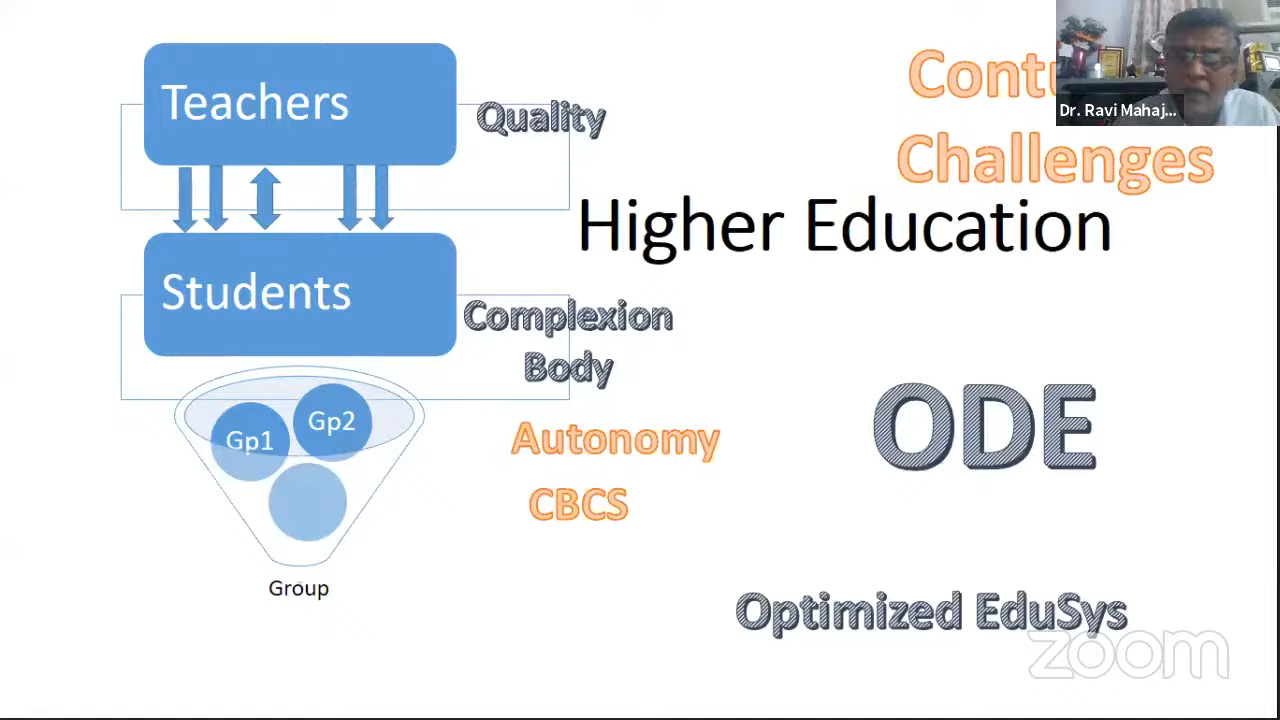 Teachers
Quality
Students
Complexion
Body
Gp1
Gp2
Autonomy
CBCS
Group
Challenges
Higher Education
ODE
Optimized EduSys
Dr. Ravi Mahaj...
zoom